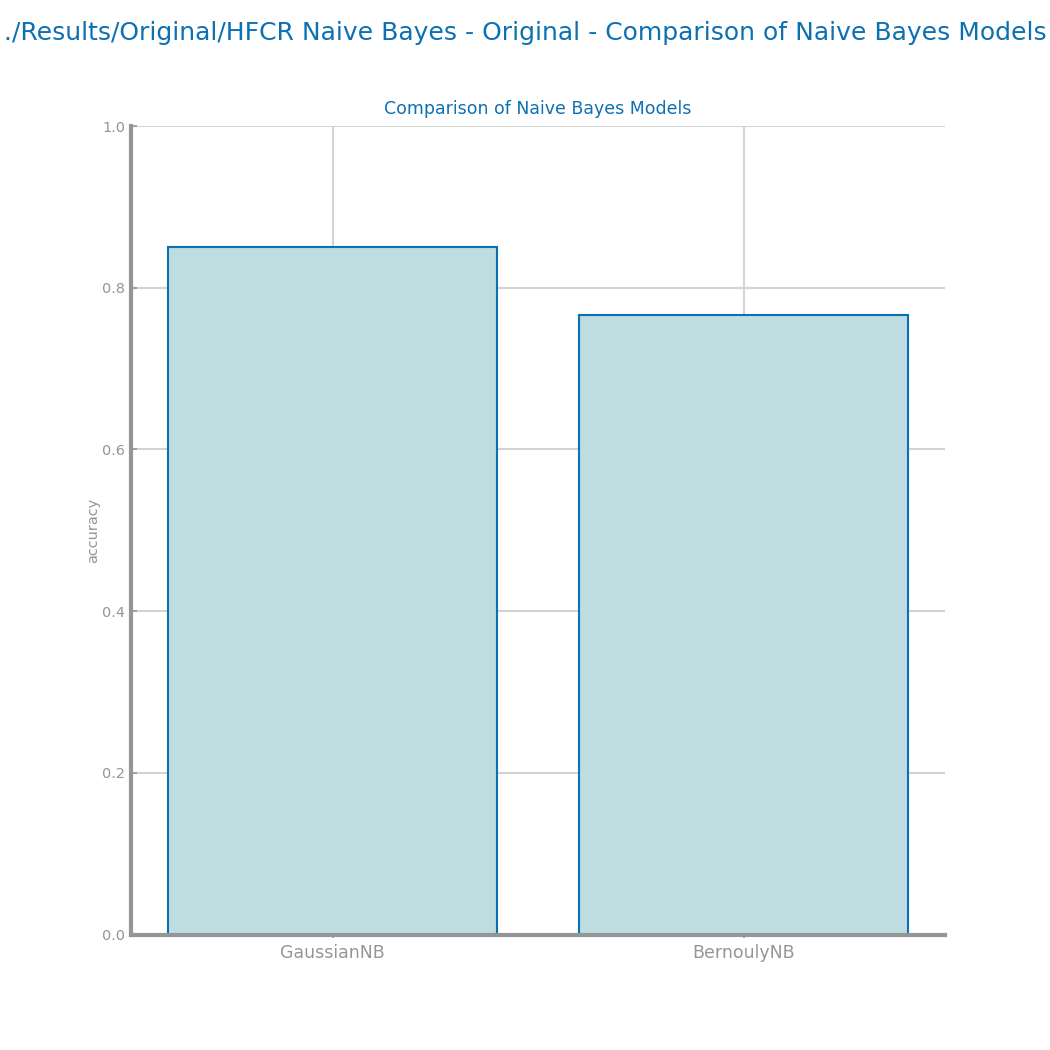 ./Results/Original/HFCR Naive Bayes - Original - Comparison of Naive Bayes Models
Comparison of Naive Bayes Models
1.0
0.8
0.6
0.4
0.2
0.0
accuracy
GaussianNB
BernoulyNB